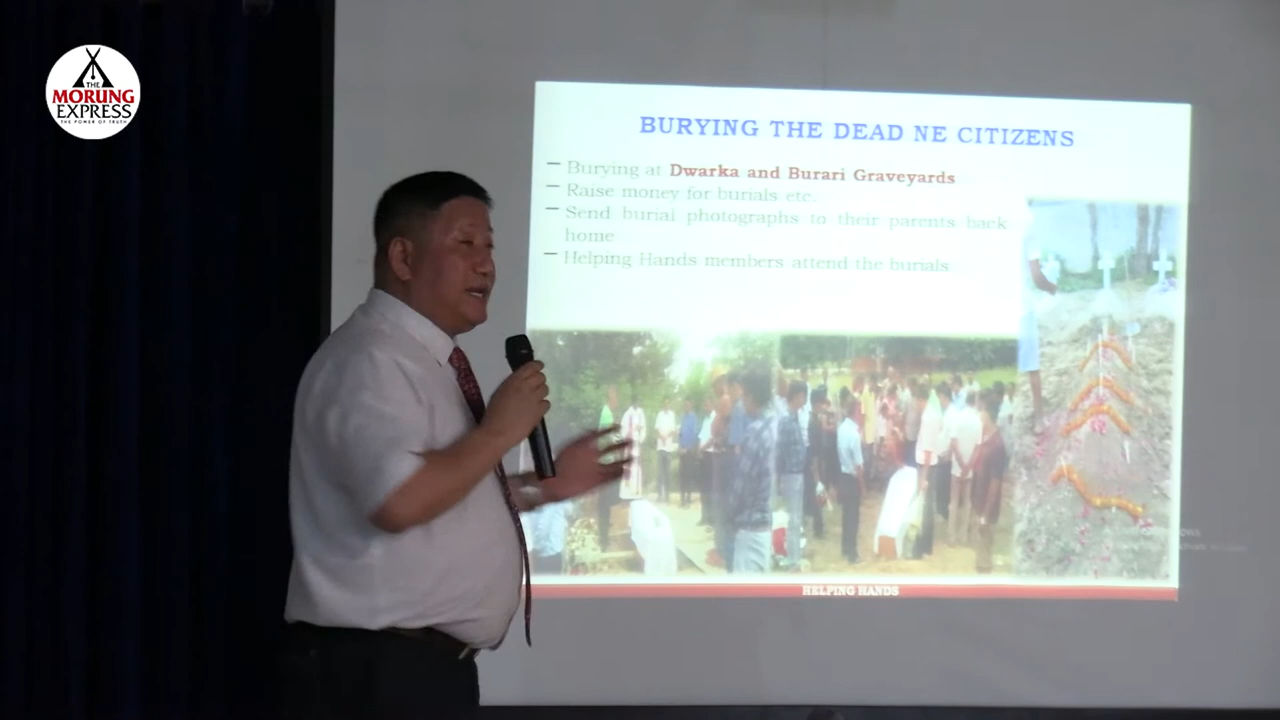 THE
MORUNG
EXPRESS
THE POWER OF TRUTH
BURYING THE DEAD NE CITIZENS
– Burying at Dwarka and Burari Graveyards
– Raise money for burials etc.
– Send burial photographs to their parents back
home
– Helping Hands members attend the burials
HELPING HANDS